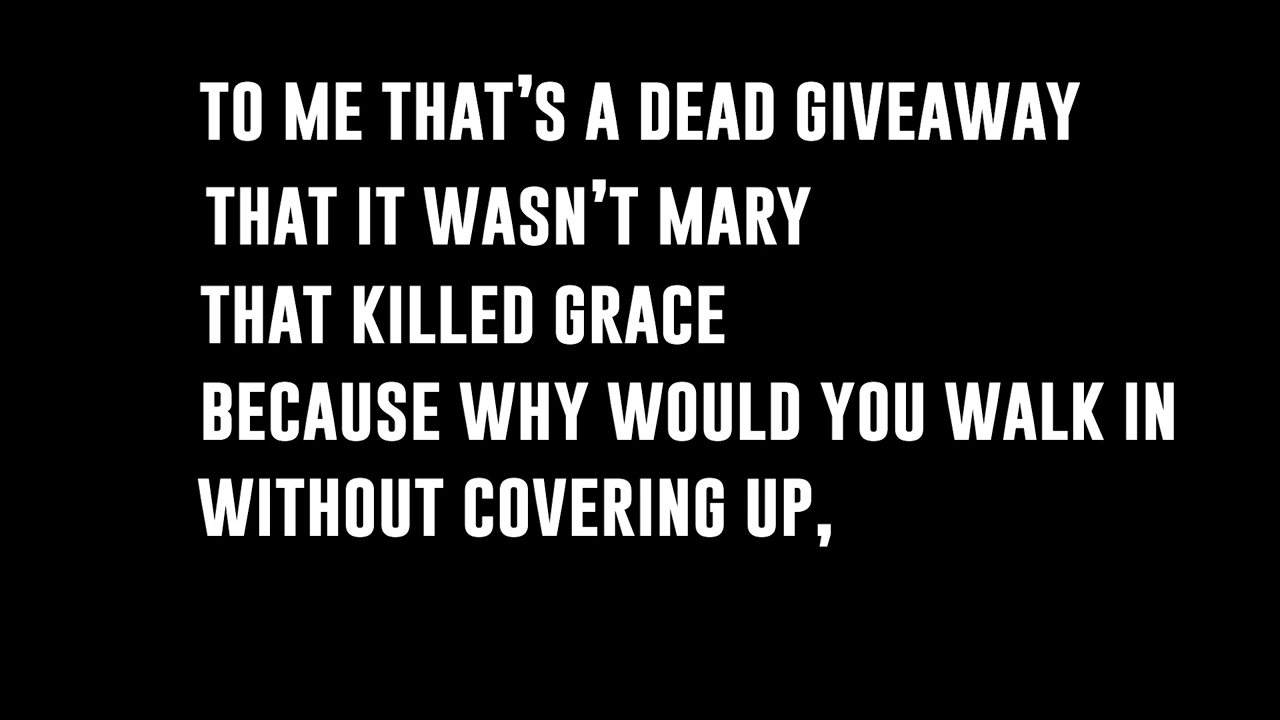 TO ME THAT’S A DEAD GIVEAWAY
THAT IT WASN’T MARY
THAT KILLED GRACE
BECAUSE WHY WOULD YOU WALK IN
WITHOUT COVERING UP,